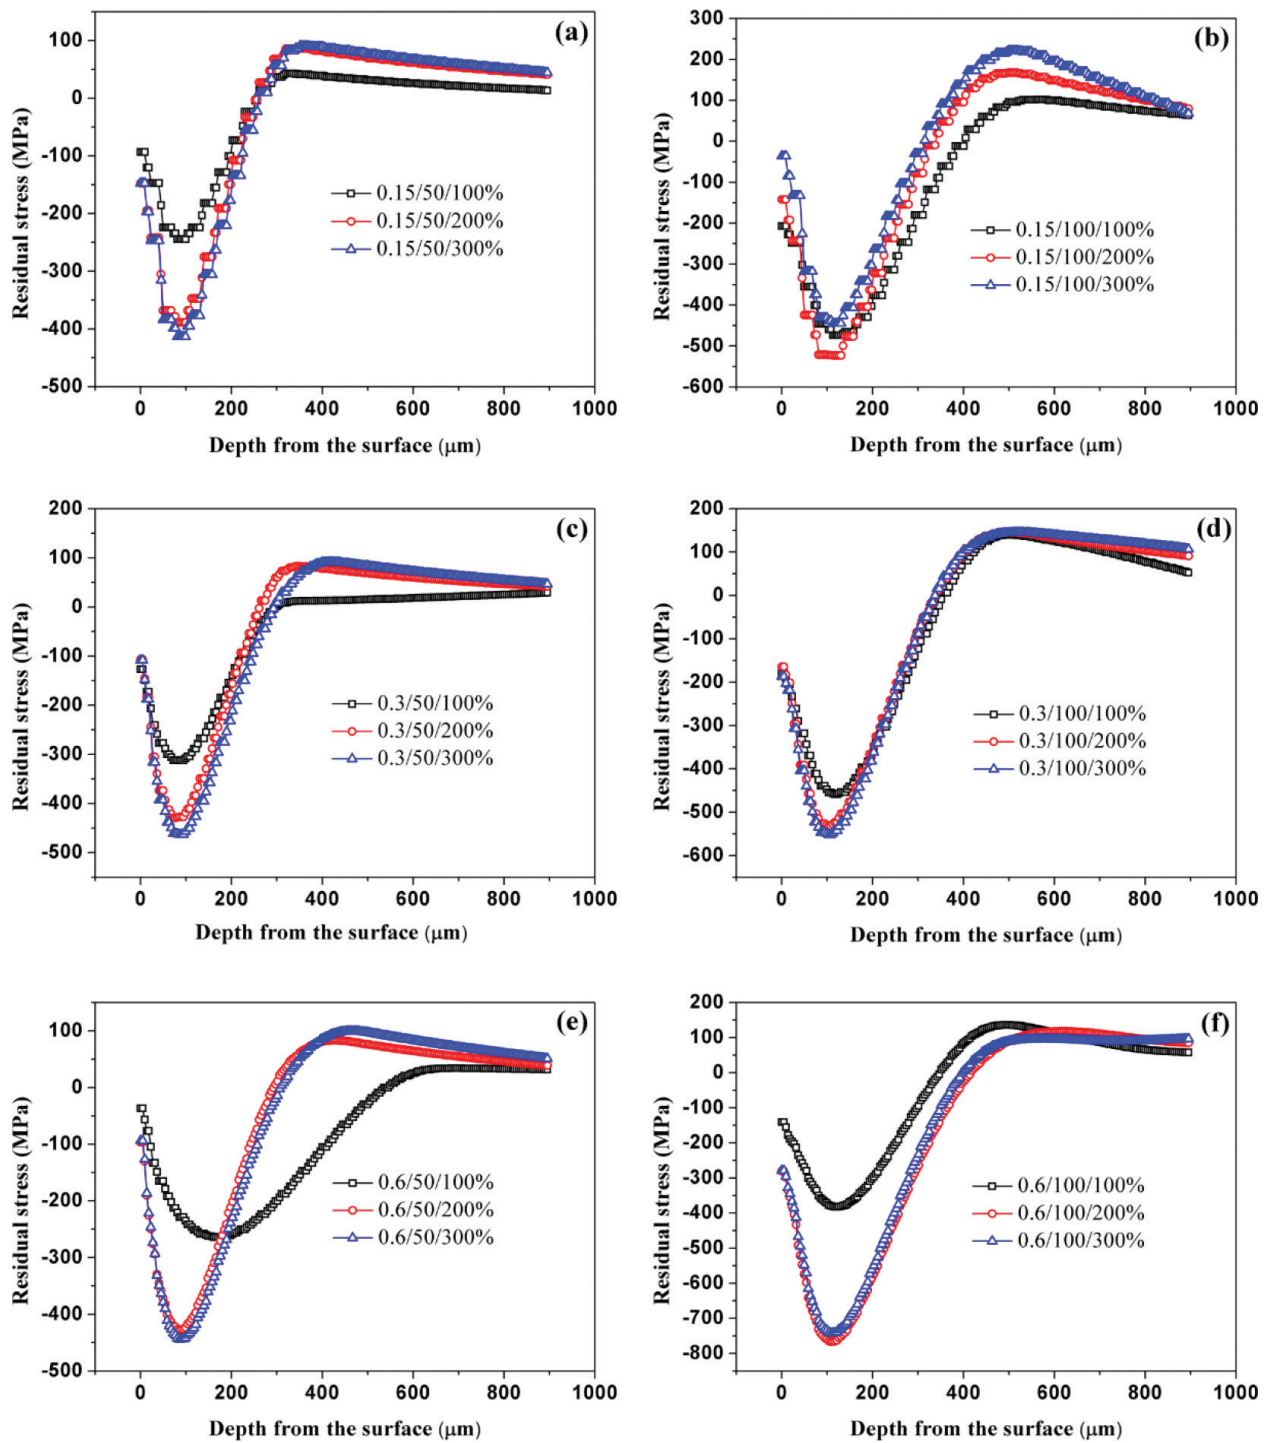 (a)
100
0
-100
-200
-300
-400
-500
Residual stress (MPa)
0.15/50/100%
0.15/50/200%
0.15/50/300%
0 200 400 600 800 1000
Depth from the surface (μm)
(b)
300
200
100
0
-100
-200
-300
-400
-500
-600
Residual stress (MPa)
0.15/100/100%
0.15/100/200%
0.15/100/300%
0 200 400 600 800 1000
Depth from the surface (μm)
(c)
200
100
0
-100
-200
-300
-400
-500
Residual stress (MPa)
0.3/50/100%
0.3/50/200%
0.3/50/300%
0 200 400 600 800 1000
Depth from the surface (μm)
(d)
200
100
0
-100
-200
-300
-400
-500
-600
Residual stress (MPa)
0.3/100/100%
0.3/100/200%
0.3/100/300%
0 200 400 600 800 1000
Depth from the surface (μm)
(e)
100
0
-100
-200
-300
-400
-500
Residual stress (MPa)
0.6/50/100%
0.6/50/200%
0.6/50/300%
0 200 400 600 800 1000
Depth from the surface (μm)
(f)
200
100
0
-100
-200
-300
-400
-500
-600
-700
-800
Residual stress (MPa)
0.6/100/100%
0.6/100/200%
0.6/100/300%
0 200 400 600 800 1000
Depth from the surface (μm)